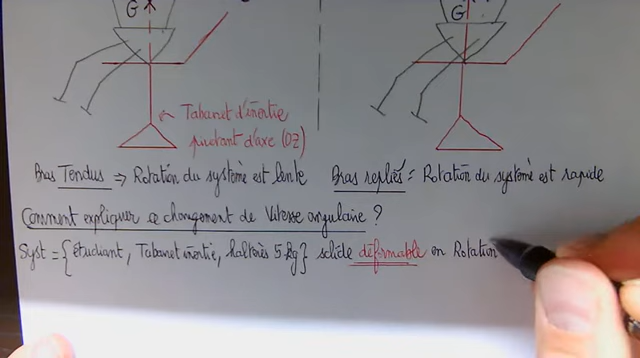 G
G
Tabouret d'inertie
pivotant d'axe (OZ)
Bras Tendus ⇒ Rotation du système est lente
Bras repliés = Rotation du système est rapide
Comment expliquer ce changement de Vitesse angulaire ?
Syst = {étudiant, Tabouret inertie, haltères 5 kg} solide déformable en Rotation